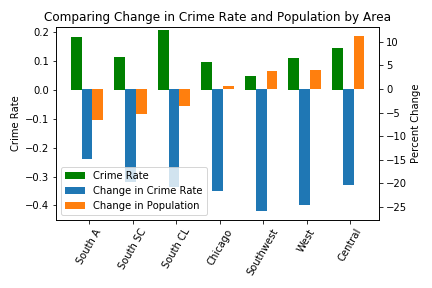 Comparing Change in Crime Rate and Population by Area
0.2
0.1
0.0
−0.1
−0.2
−0.3
−0.4
Crime Rate
10
5
0
−5
−10
−15
−20
−25
Percent Change
Crime Rate
Change in Crime Rate
Change in Population
South A
South SC
South CL
Chicago
Southwest
West
Central